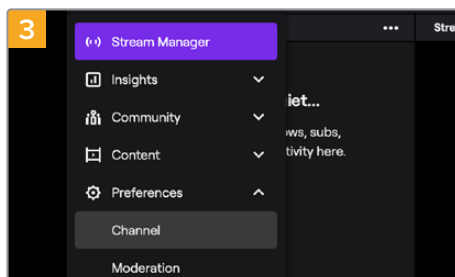 3
Stream Manager
••• Stre
Insights
iet...
Community
ows, subs,
Content
tivity here.
Preferences
Channel
Moderation